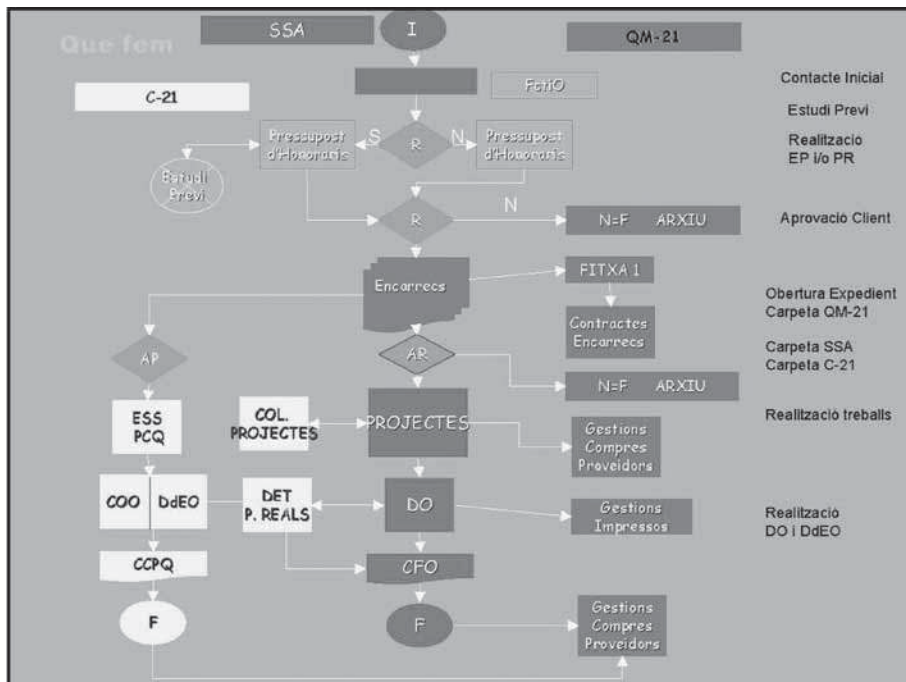 Que fem
SSA
I
QM-21
C-21
FctiO
Contacte Inicial
Estudi Previ
Pressupost
d'Honoraris
S
R
N
Pressupost
d'Honoraris
Realització
EP i/o PR
Estudi
Previ
R
N
N=F ARXIU
Aprovació Client
Encarrecs
FITXA 1
Obertura Expedient
Carpeta QM-21
Contractes
Encarrecs
AP
AR
Carpeta SSA
Carpeta C-21
N=F ARXIU
ESS
PCQ
COL.
PROJECTES
PROJECTES
Realització treballs
Gestions
Compres
Proveidors
COO
DdEO
DET
P. REALS
DO
Gestions
Impressos
Realització
DO i DdEO
CCPQ
CFO
F
F
Gestions
Compres
Proveidors